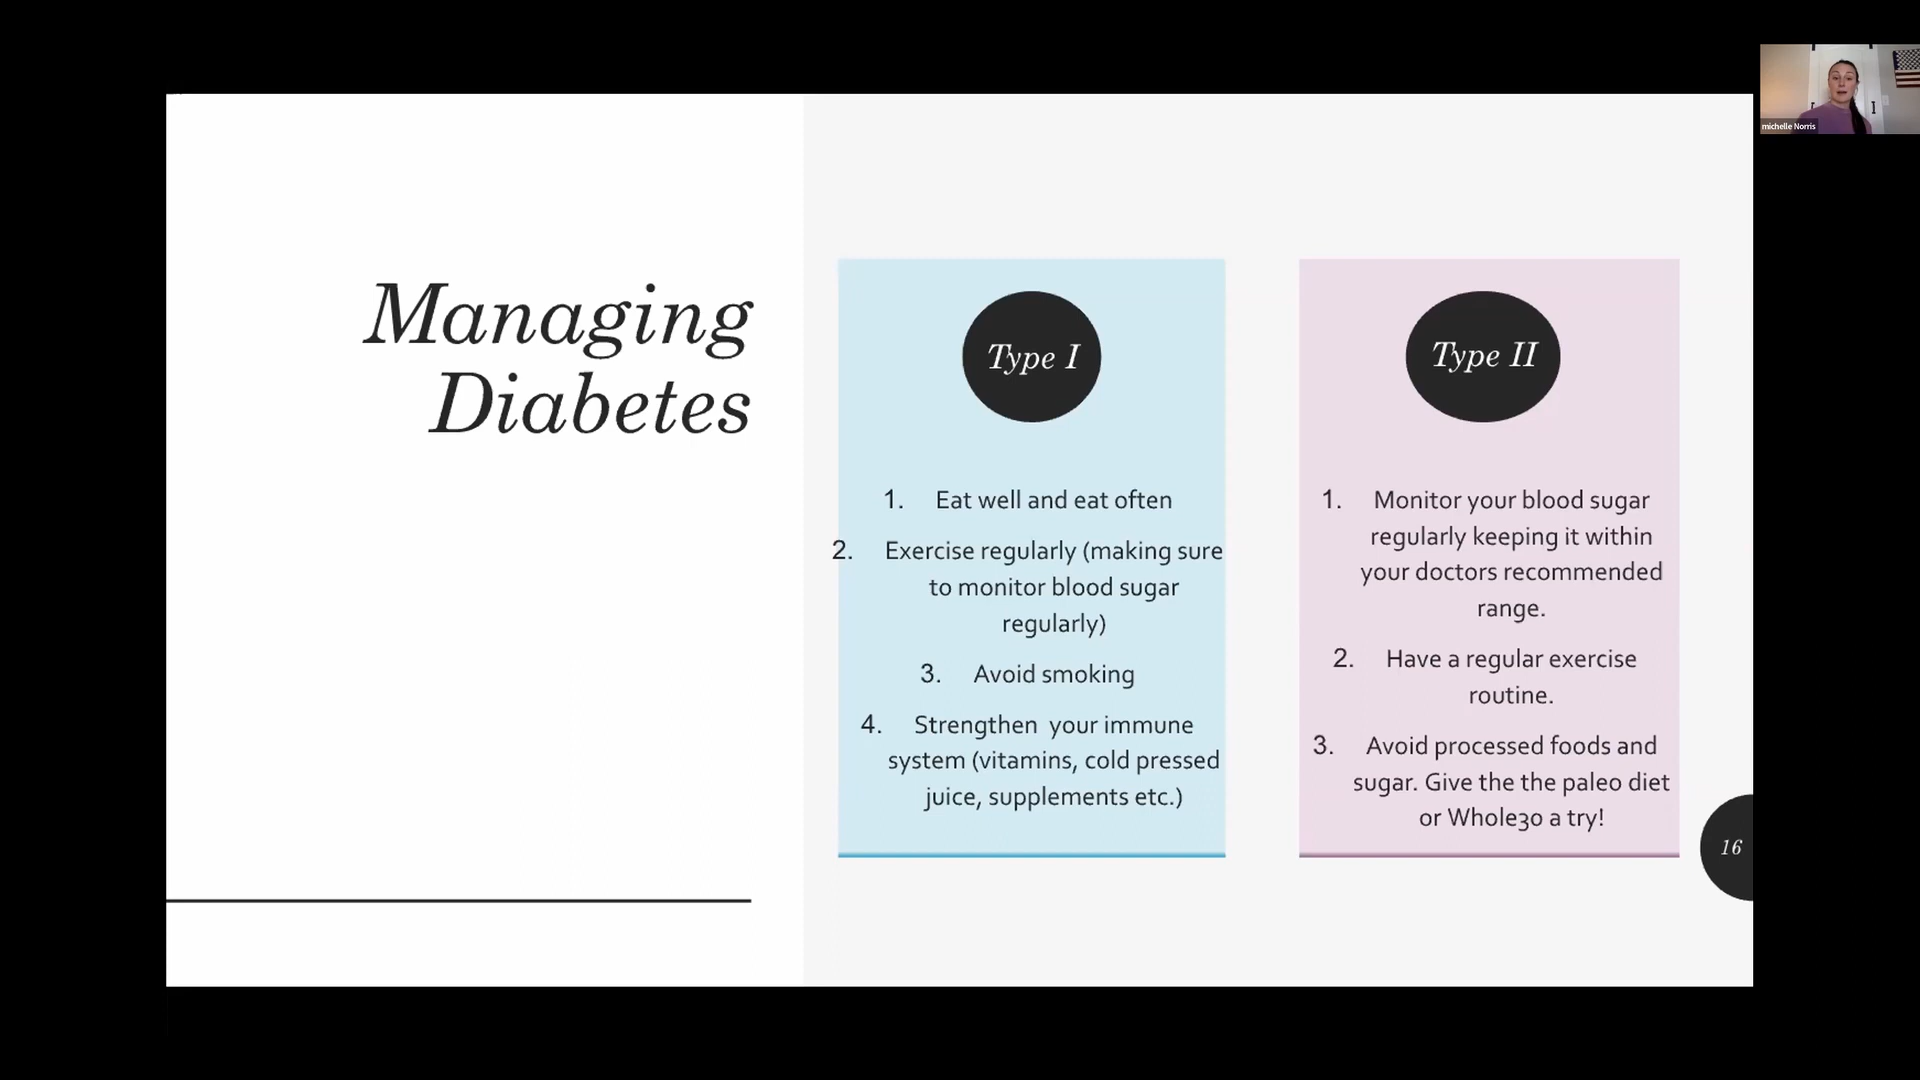 michelle Norris
Managing
Diabetes
Type I
1. Eat well and eat often
2. Exercise regularly (making sure
to monitor blood sugar
regularly)
3. Avoid smoking
4. Strengthen  your immune
system (vitamins, cold pressed
juice, supplements etc.)
Type II
1. Monitor your blood sugar
regularly keeping it within
your doctors recommended
range.
2. Have a regular exercise
routine.
3. Avoid processed foods and
sugar. Give the the paleo diet
or Whole30 a try!
16